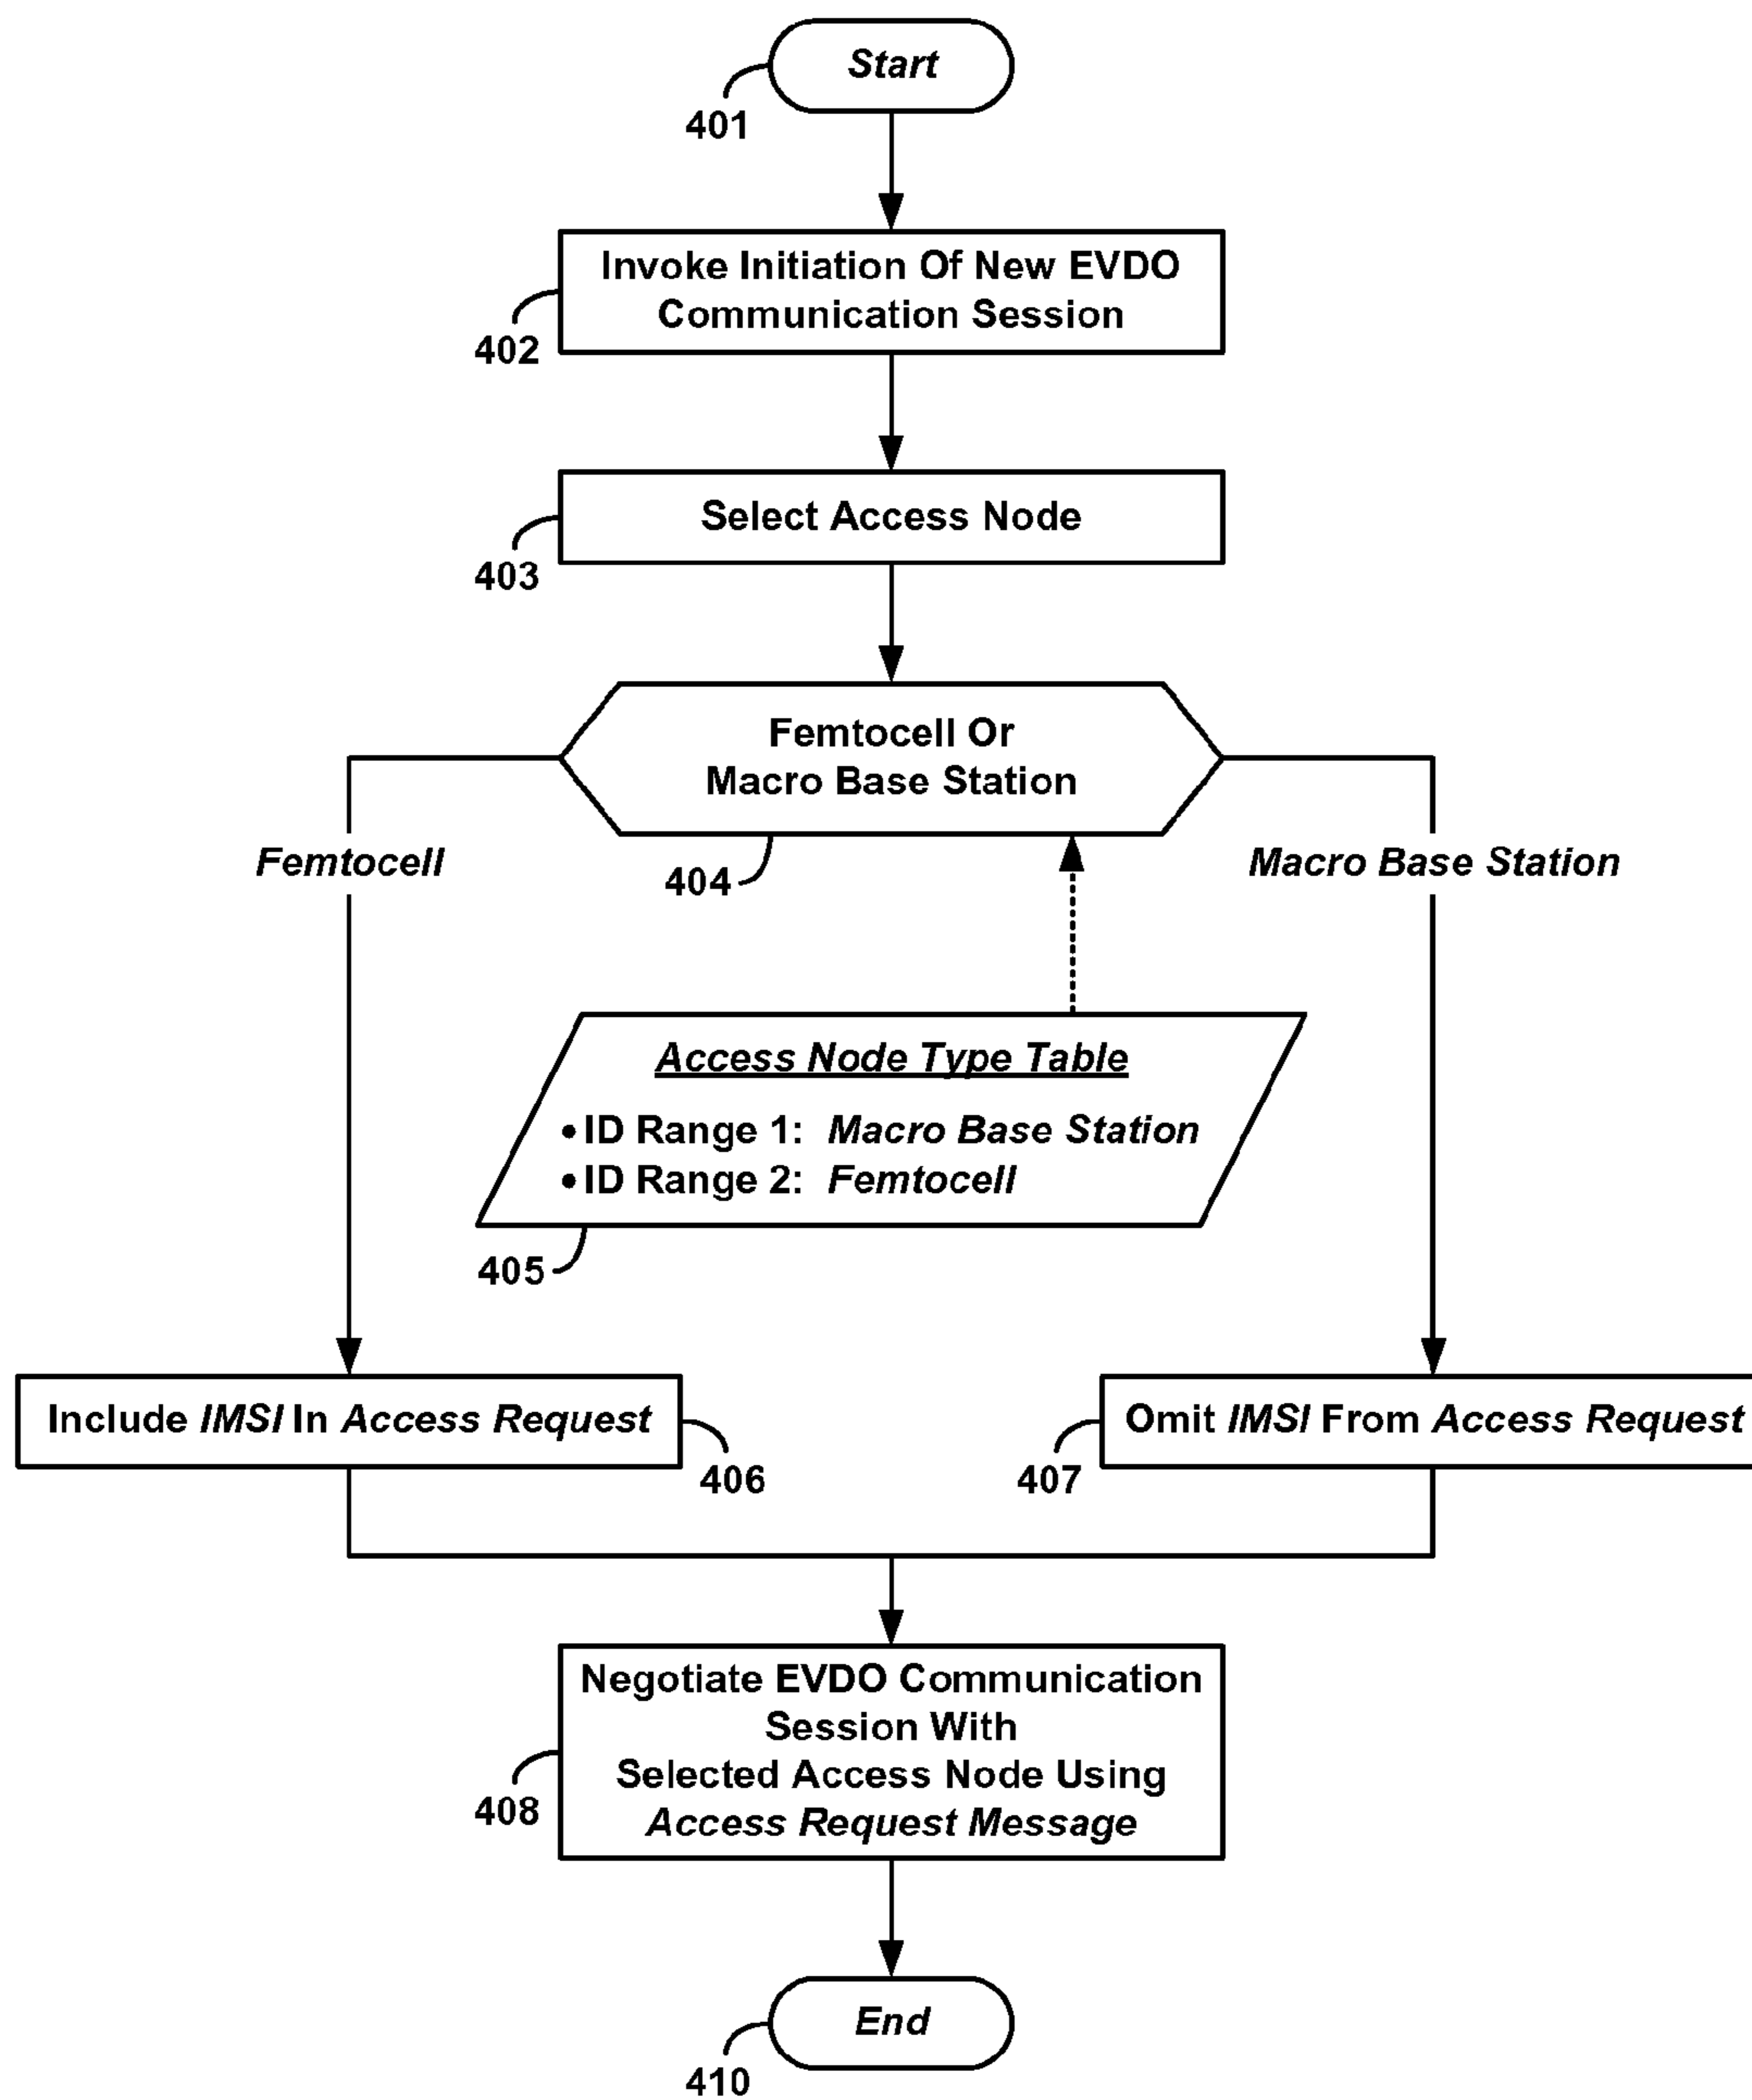 Start
401
Invoke Initiation Of New EVDO
Communication Session
402
Select Access Node
403
Femtocell Or
Macro Base Station
404
Femtocell
Macro Base Station
Access Node Type Table
• ID Range 1: Macro Base Station
• ID Range 2: Femtocell
405
Include IMSI In Access Request
406
Omit IMSI From Access Request
407
Negotiate EVDO Communication
Session With
Selected Access Node Using
Access Request Message
408
End
410